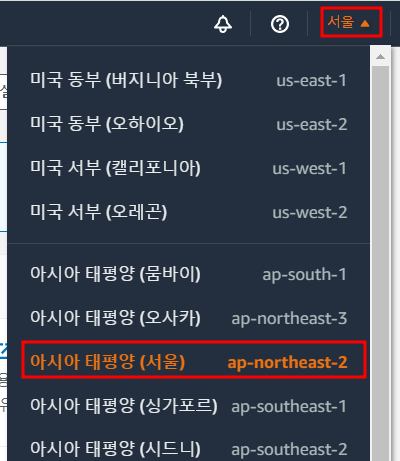 서울 ▲
미국 동부 (버지니아 북부) us-east-1
미국 동부 (오하이오) us-east-2
미국 서부 (캘리포니아) us-west-1
미국 서부 (오레곤) us-west-2
아시아 태평양 (뭄바이) ap-south-1
아시아 태평양 (오사카) ap-northeast-3
아시아 태평양 (서울) ap-northeast-2
아시아 태평양 (싱가포르) ap-southeast-1
아시아 태평양 (시드니) ap-southeast-2